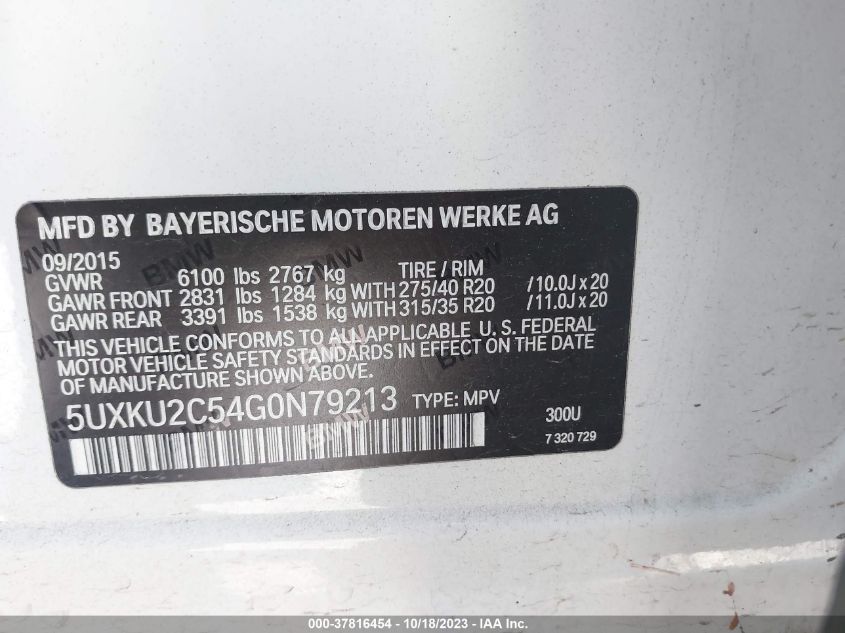 MFD BY BAYERISCHE MOTOREN WERKE AG
09/2015
GVWR 6100 lbs 2767 kg TIRE / RIM
GAWR FRONT 2831 lbs 1284 kg WITH 275/40 R20 /10.0J x 20
GAWR REAR 3391 lbs 1538 kg WITH 315/35 R20 /11.0J x 20
THIS VEHICLE CONFORMS TO ALL APPLICABLE U. S. FEDERAL
MOTOR VEHICLE SAFETY STANDARDS IN EFFECT ON THE DATE
OF MANUFACTURE SHOWN ABOVE.
5UXKU2C54G0N79213 TYPE: MPV 300U
7 320 729
000-37816454 - 10/18/2023 - Copyright © IAA, Inc.